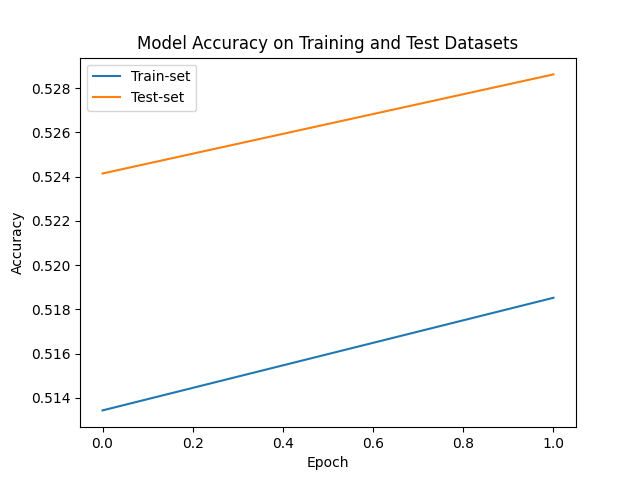 Model Accuracy on Training and Test Datasets
Train-set
Test-set
0.528
0.526
0.524
0.522
0.520
0.518
0.516
0.514
Accuracy
0.0 0.2 0.4 0.6 0.8 1.0
Epoch